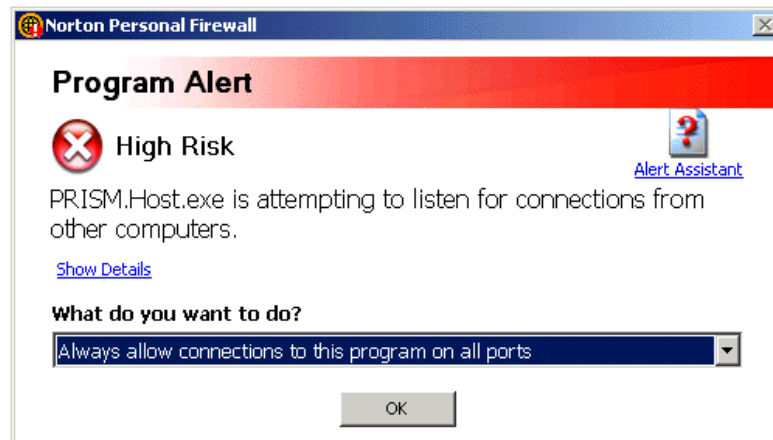 Norton Personal Firewall
Program Alert
High Risk
Alert Assistant
PRISM.Host.exe is attempting to listen for connections from
other computers.
Show Details
What do you want to do?
Always allow connections to this program on all ports
OK